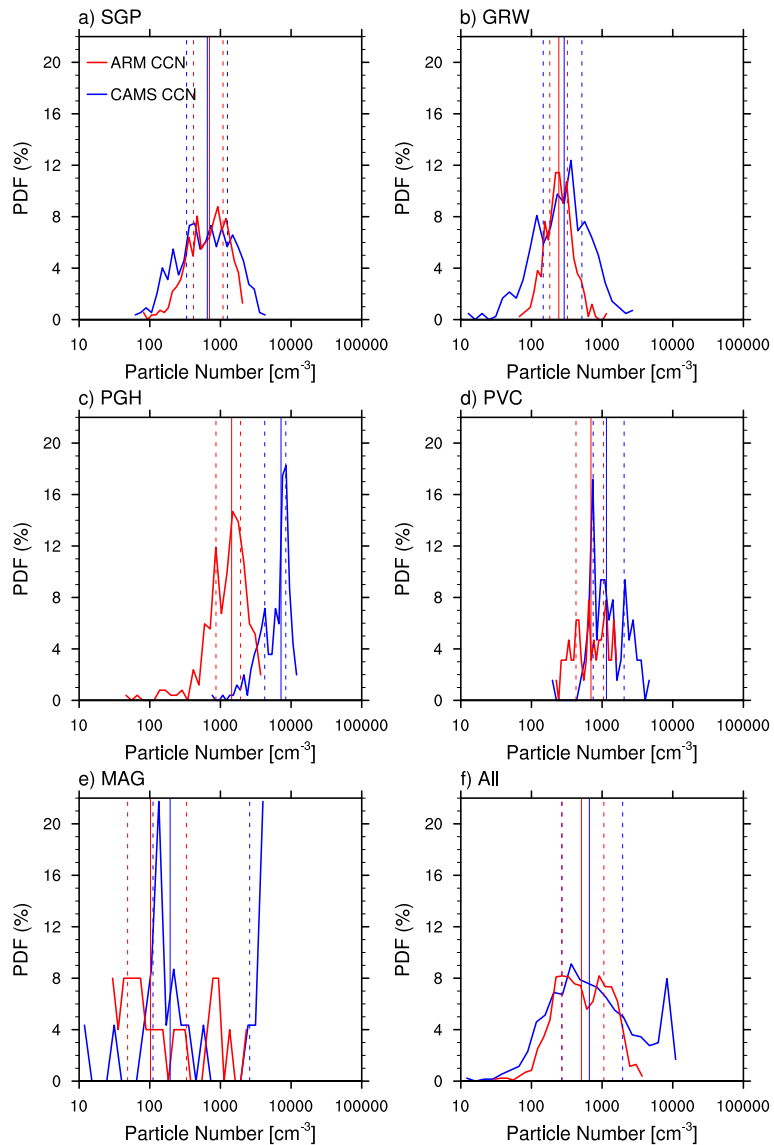 a) SGP
ARM CCN
CAMS CCN
PDF (%)
22
20
16
12
8
4
0
10 100 1000 10000 100000
Particle Number [cm⁻³]
b) GRW
PDF (%)
20
16
12
8
4
0
10 100 1000 10000 100000
Particle Number [cm⁻³]
c) PGH
PDF (%)
20
16
12
8
4
0
10 100 1000 10000 100000
Particle Number [cm⁻³]
d) PVC
PDF (%)
20
16
12
8
4
0
10 100 1000 10000 100000
Particle Number [cm⁻³]
e) MAG
PDF (%)
20
16
12
8
4
0
10 100 1000 10000 100000
Particle Number [cm⁻³]
f) All
PDF (%)
20
16
12
8
4
0
10 100 1000 10000 100000
Particle Number [cm⁻³]